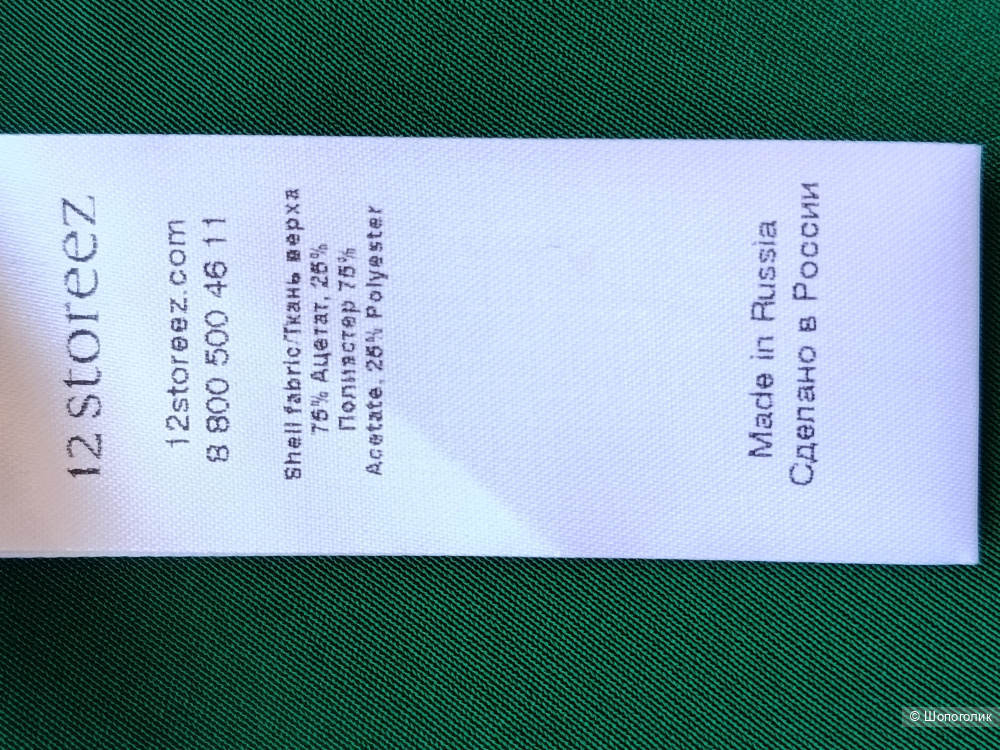 12 Storeez
12storeez.com
8 800 500 46 11
Shell fabric/Ткань верха
75% Ацетат, 25%
Полиэстер 75%
Acetate, 25% Polyester
Made in Russia
Сделано в России
© Шопоголик